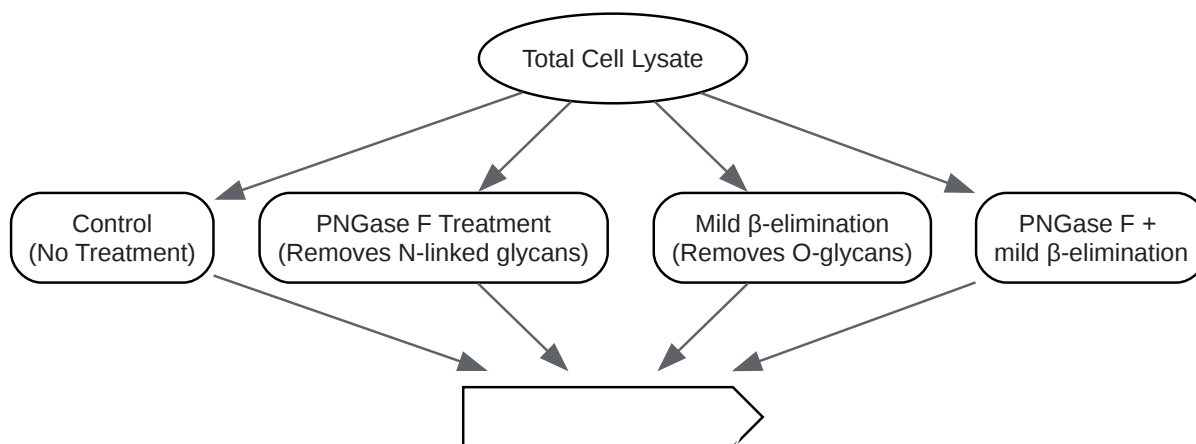 Total Cell Lysate
Control
(No Treatment)
PNGase F Treatment
(Removes N-linked glycans)
Mild β-elimination
(Removes O-glycans)
PNGase F +
mild β-elimination